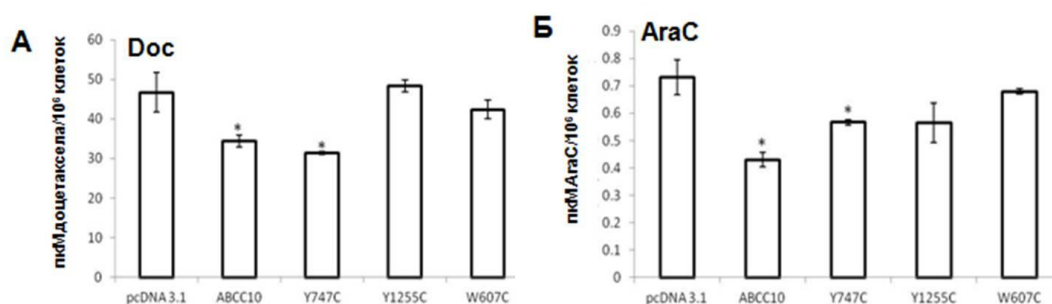 А
Doc
пкМдоцетаксела/10⁶ клеток
60
50
40
30
20
10
0
*
*
pcDNA 3.1 ABCC10 Y747C Y1255C W607C
Б
AraC
пкМAraC/10⁶ клеток
0.9
0.8
0.7
0.6
0.5
0.4
0.3
0.2
0.1
0
*
*
pcDNA 3.1 ABCC10 Y747C Y1255C W607C